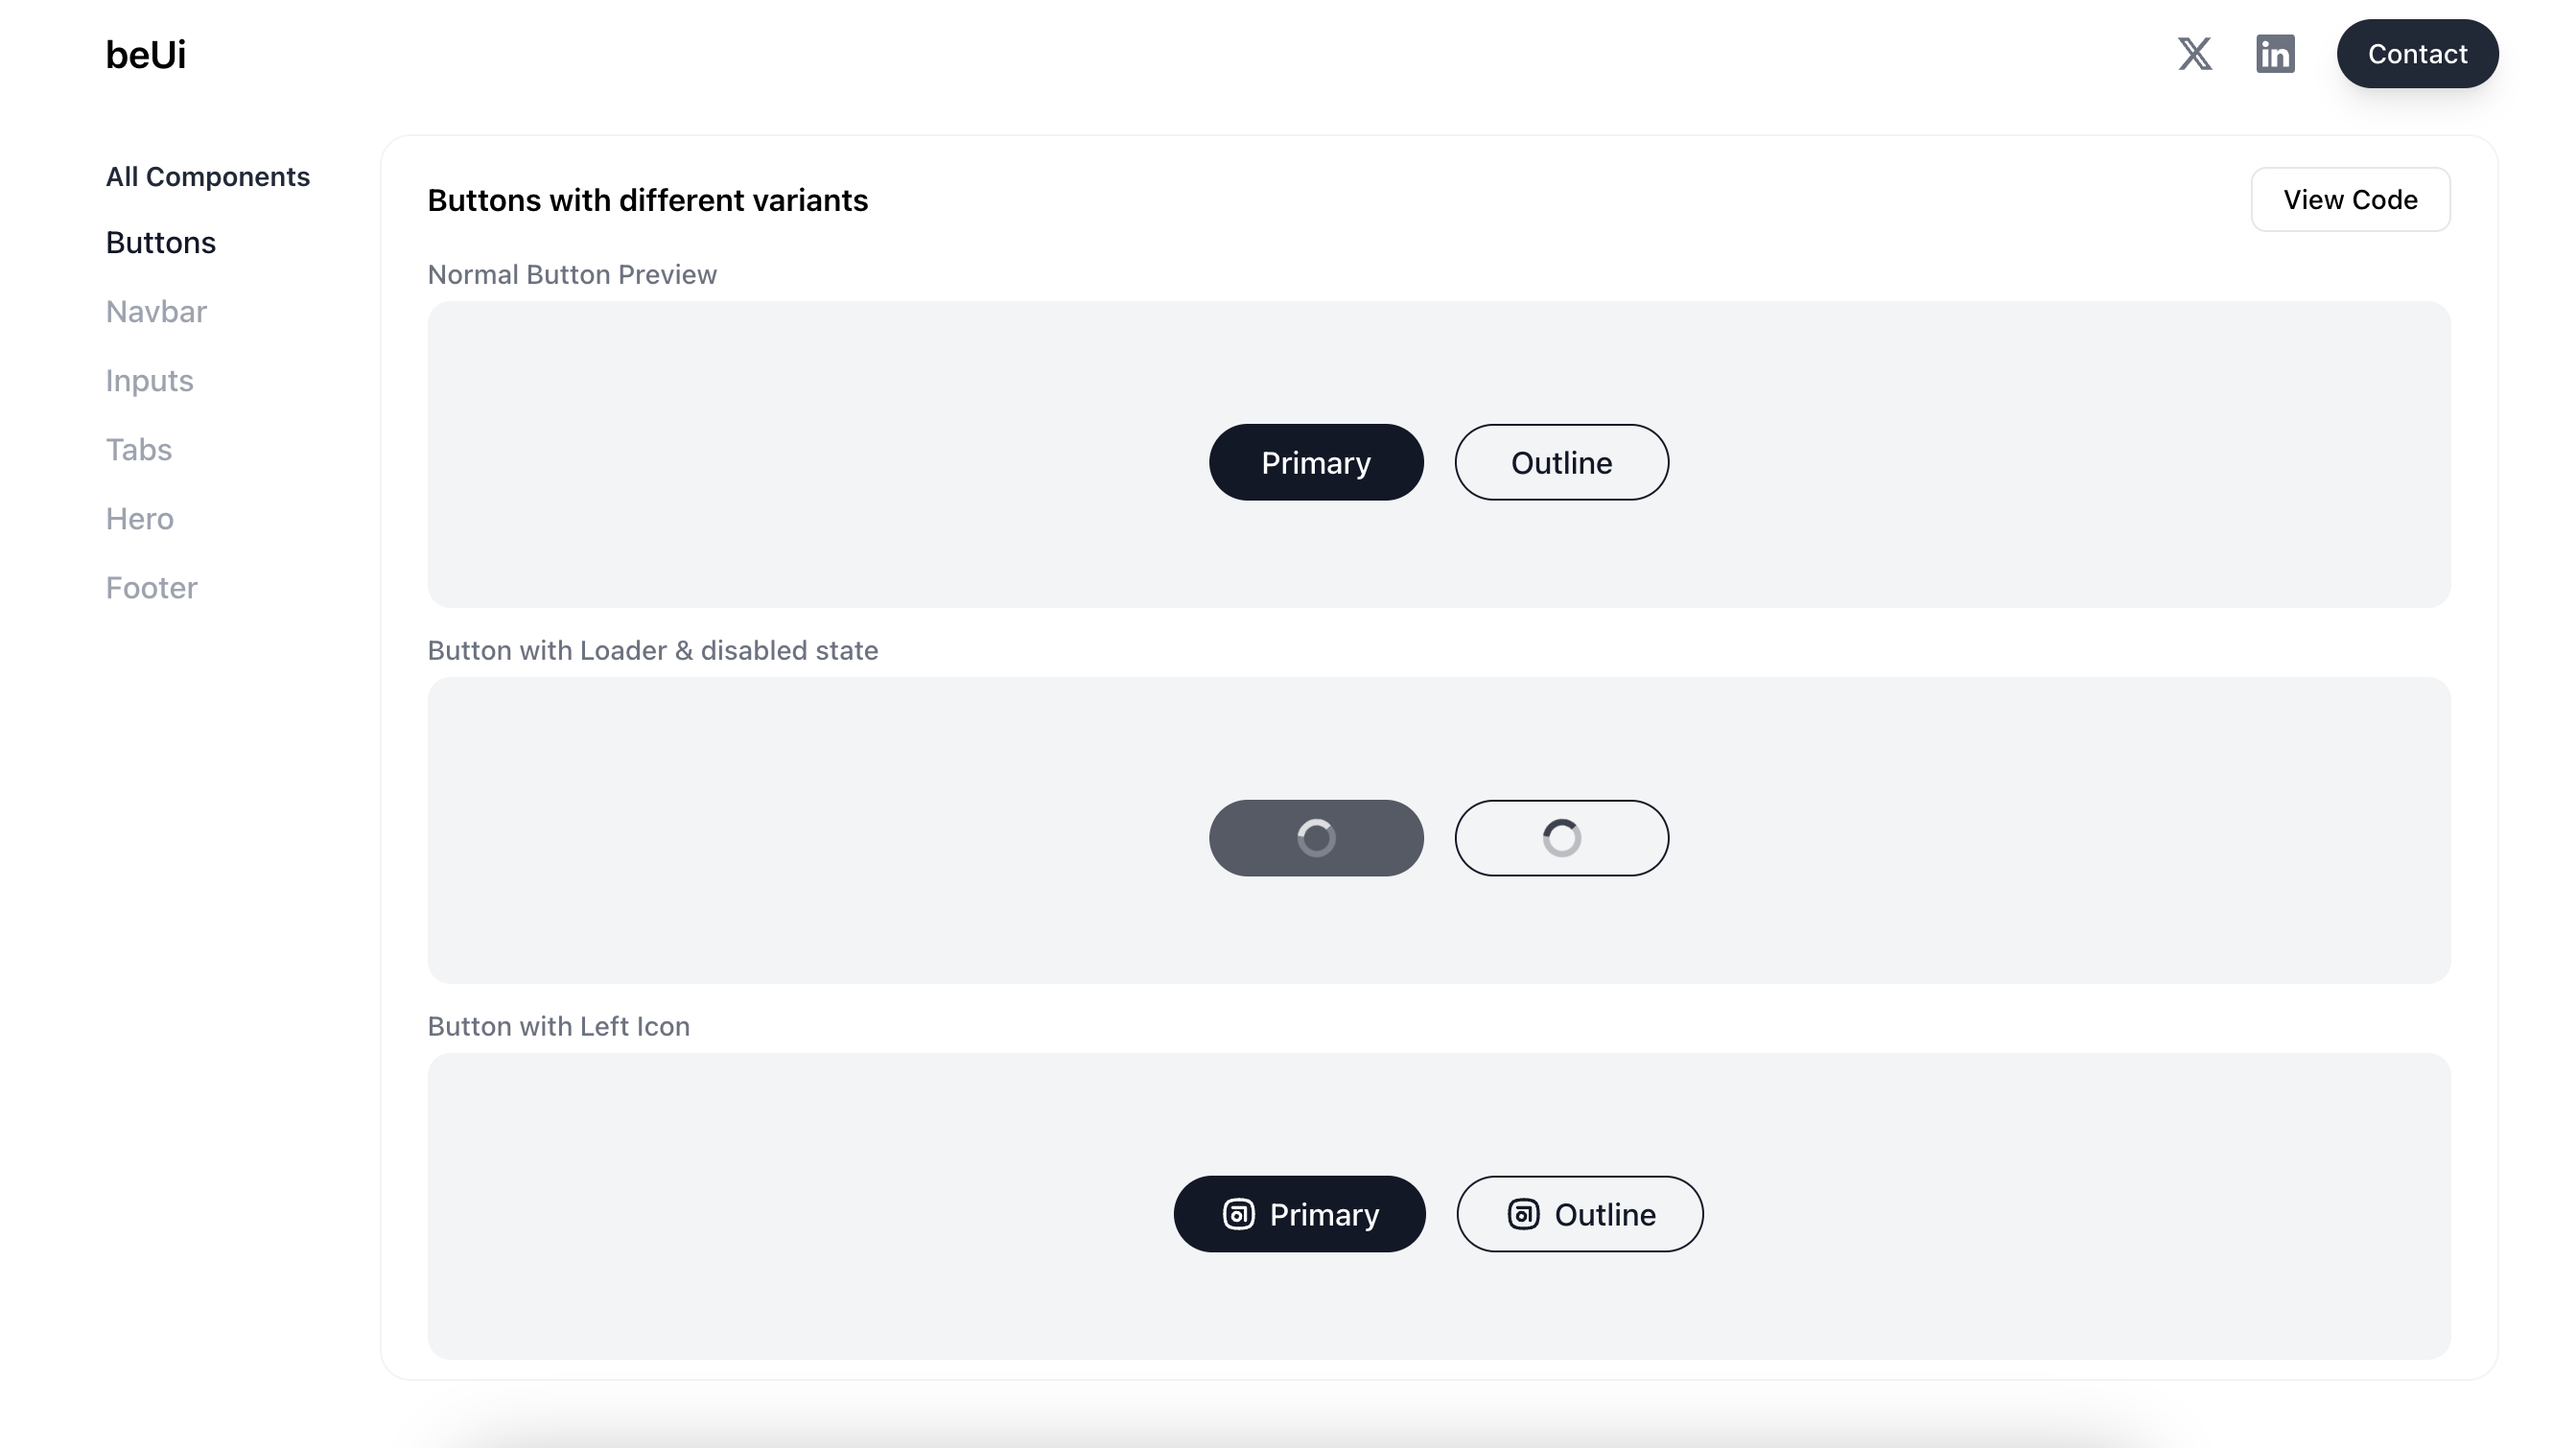 beUi
Contact
All Components
Buttons
Navbar
Inputs
Tabs
Hero
Footer
Buttons with different variants
View Code
Normal Button Preview
Primary
Outline
Button with Loader & disabled state
Button with Left Icon
Primary
Outline